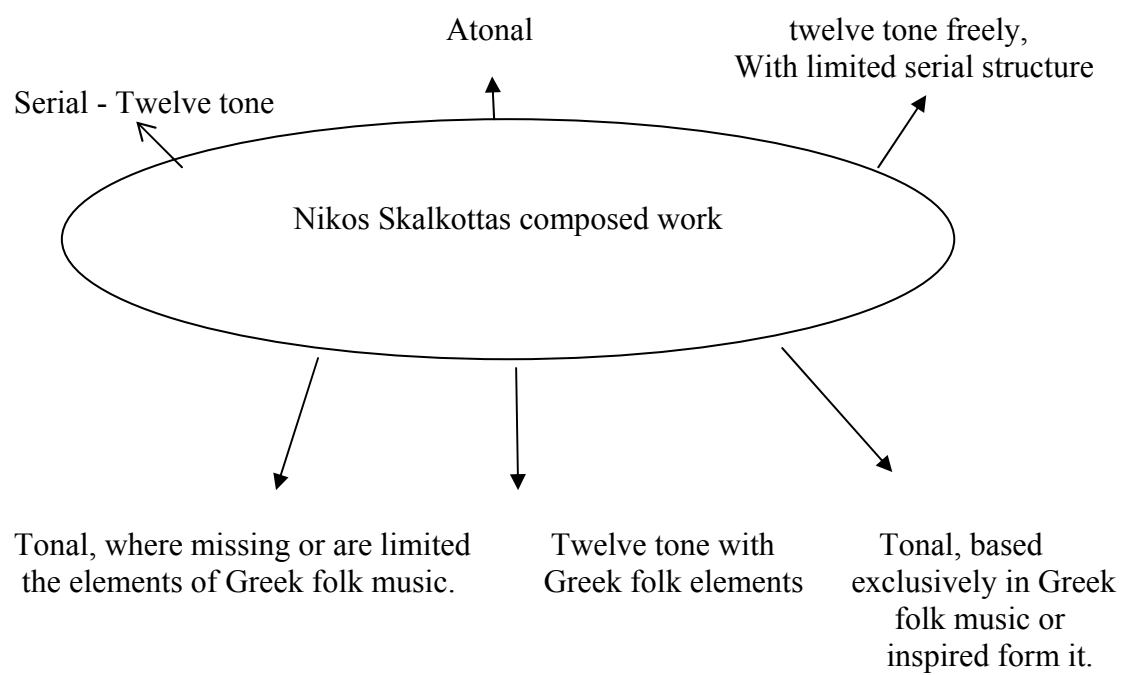 Atonal
twelve tone freely,
With limited serial structure
Serial - Twelve tone
Nikos Skalkottas composed work
Tonal, where missing or are limited
the elements of Greek folk music.
Twelve tone with
Greek folk elements
Tonal, based
exclusively in Greek
folk music or
inspired form it.